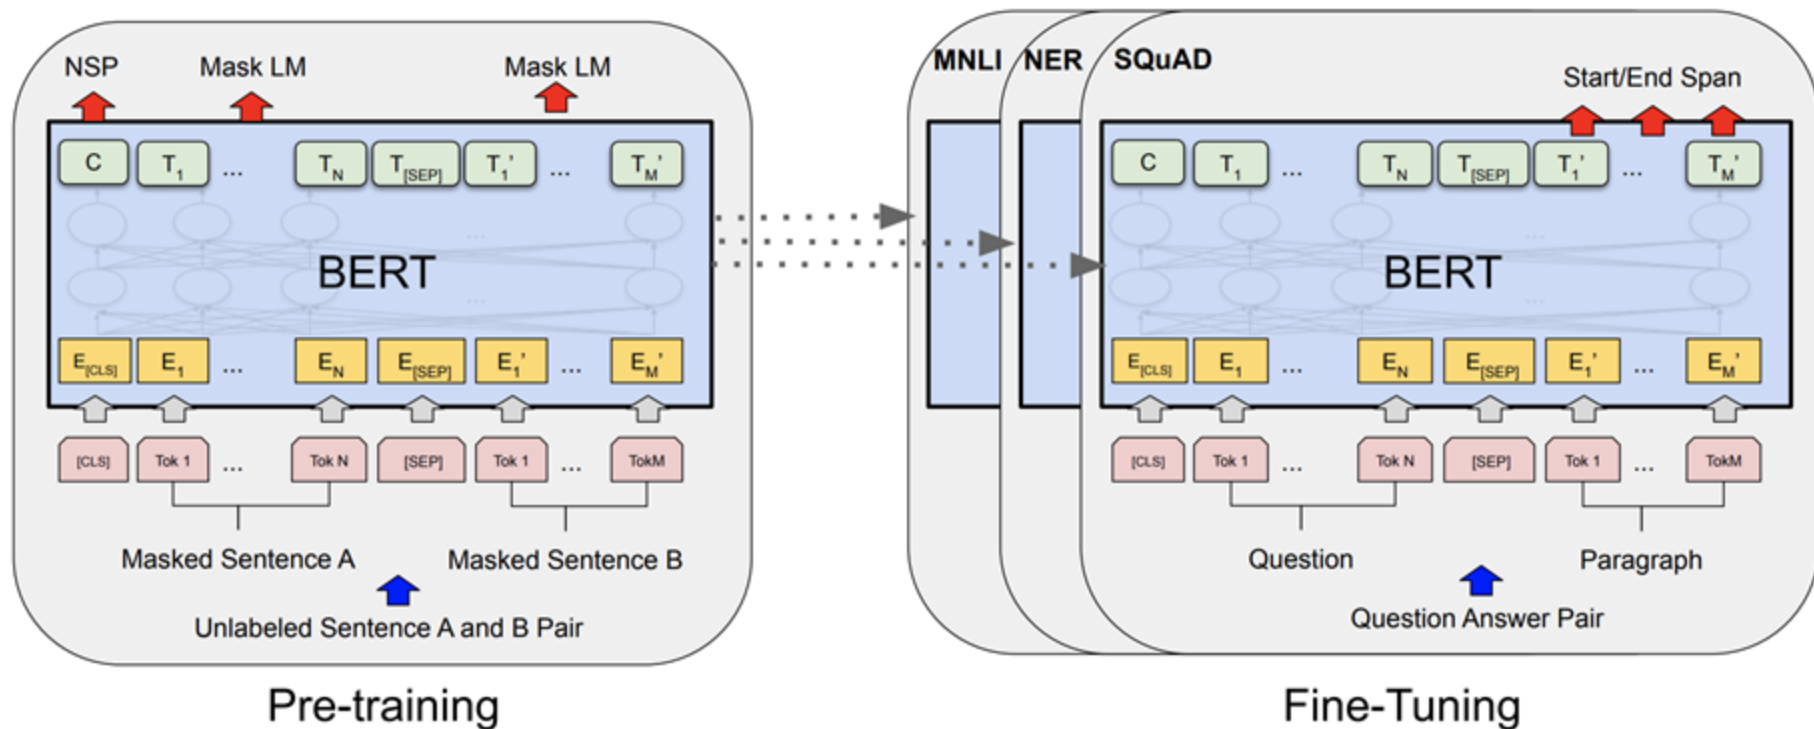 NSP Mask LM Mask LM
C T1 ... TN T[SEP] T1' ... TM'
BERT
E[CLS] E1 ... EN E[SEP] E1' ... EM'
[CLS] Tok 1 ... Tok N [SEP] Tok 1 ... TokM
Masked Sentence A Masked Sentence B
Unlabeled Sentence A and B Pair
Pre-training
MNLI NER SQuAD
Start/End Span
C T1 ... TN T[SEP] T1' ... TM'
BERT
E[CLS] E1 ... EN E[SEP] E1' ... EM'
[CLS] Tok 1 ... Tok N [SEP] Tok 1 ... TokM
Question Paragraph
Question Answer Pair
Fine-Tuning